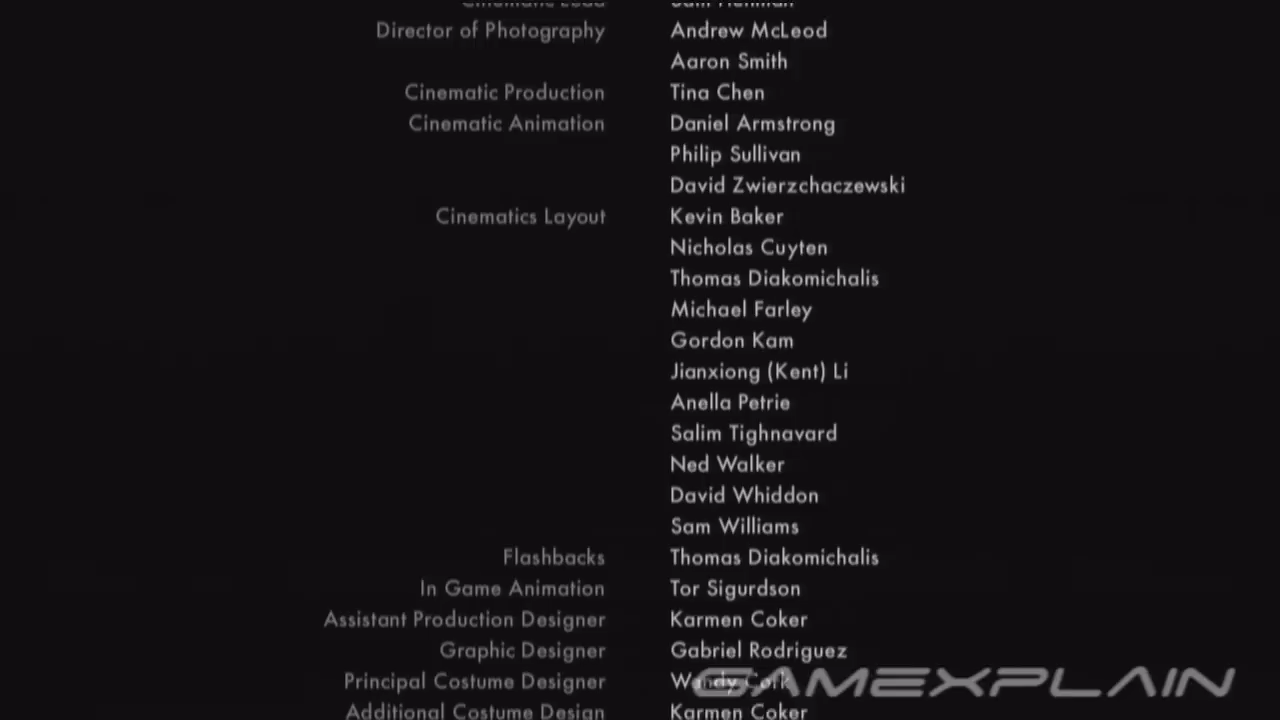 Director of Photography Andrew McLeod
Aaron Smith
Cinematic Production Tina Chen
Cinematic Animation Daniel Armstrong
Philip Sullivan
David Zwierzchaczewski
Cinematics Layout Kevin Baker
Nicholas Cuyten
Thomas Diakomichalis
Michael Farley
Gordon Kam
Jianxiong (Kent) Li
Anella Petrie
Salim Tighnavard
Ned Walker
David Whiddon
Sam Williams
Flashbacks Thomas Diakomichalis
In Game Animation Tor Sigurdson
Assistant Production Designer Karmen Coker
Graphic Designer Gabriel Rodriguez
Principal Costume Designer
GAMEXPLAIN
Additional Costume Design Karmen Coker